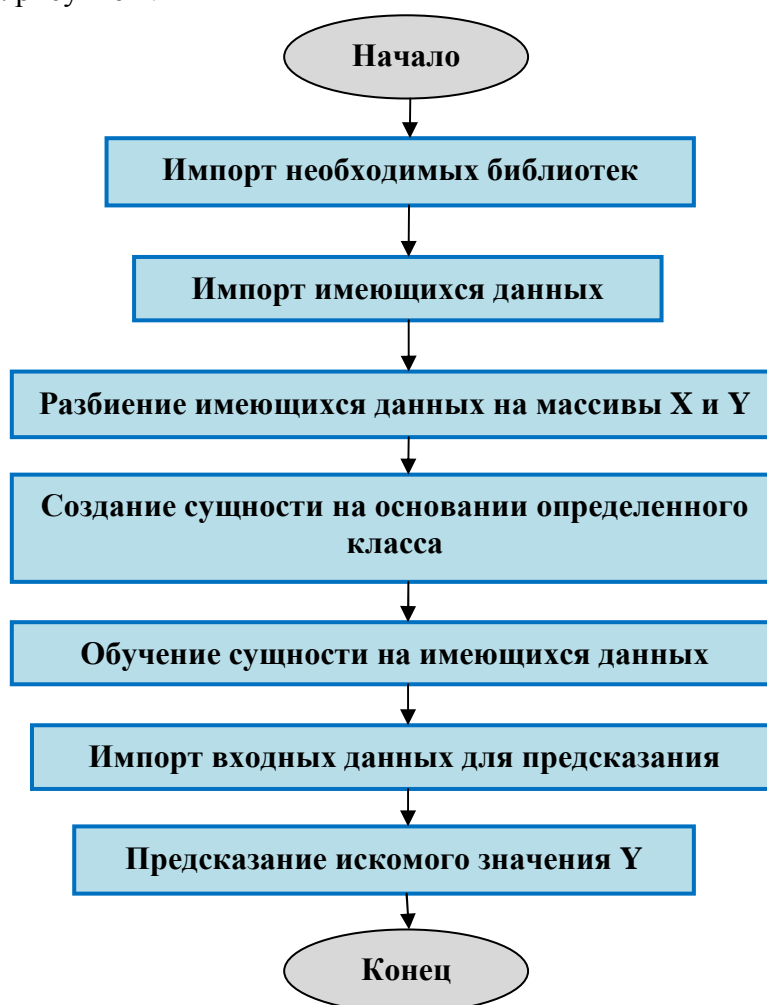 Начало
Импорт необходимых библиотек
Импорт имеющихся данных
Разбиение имеющихся данных на массивы X и Y
Создание сущности на основании определенного
класса
Обучение сущности на имеющихся данных
Импорт входных данных для предсказания
Предсказание искомого значения Y
Конец